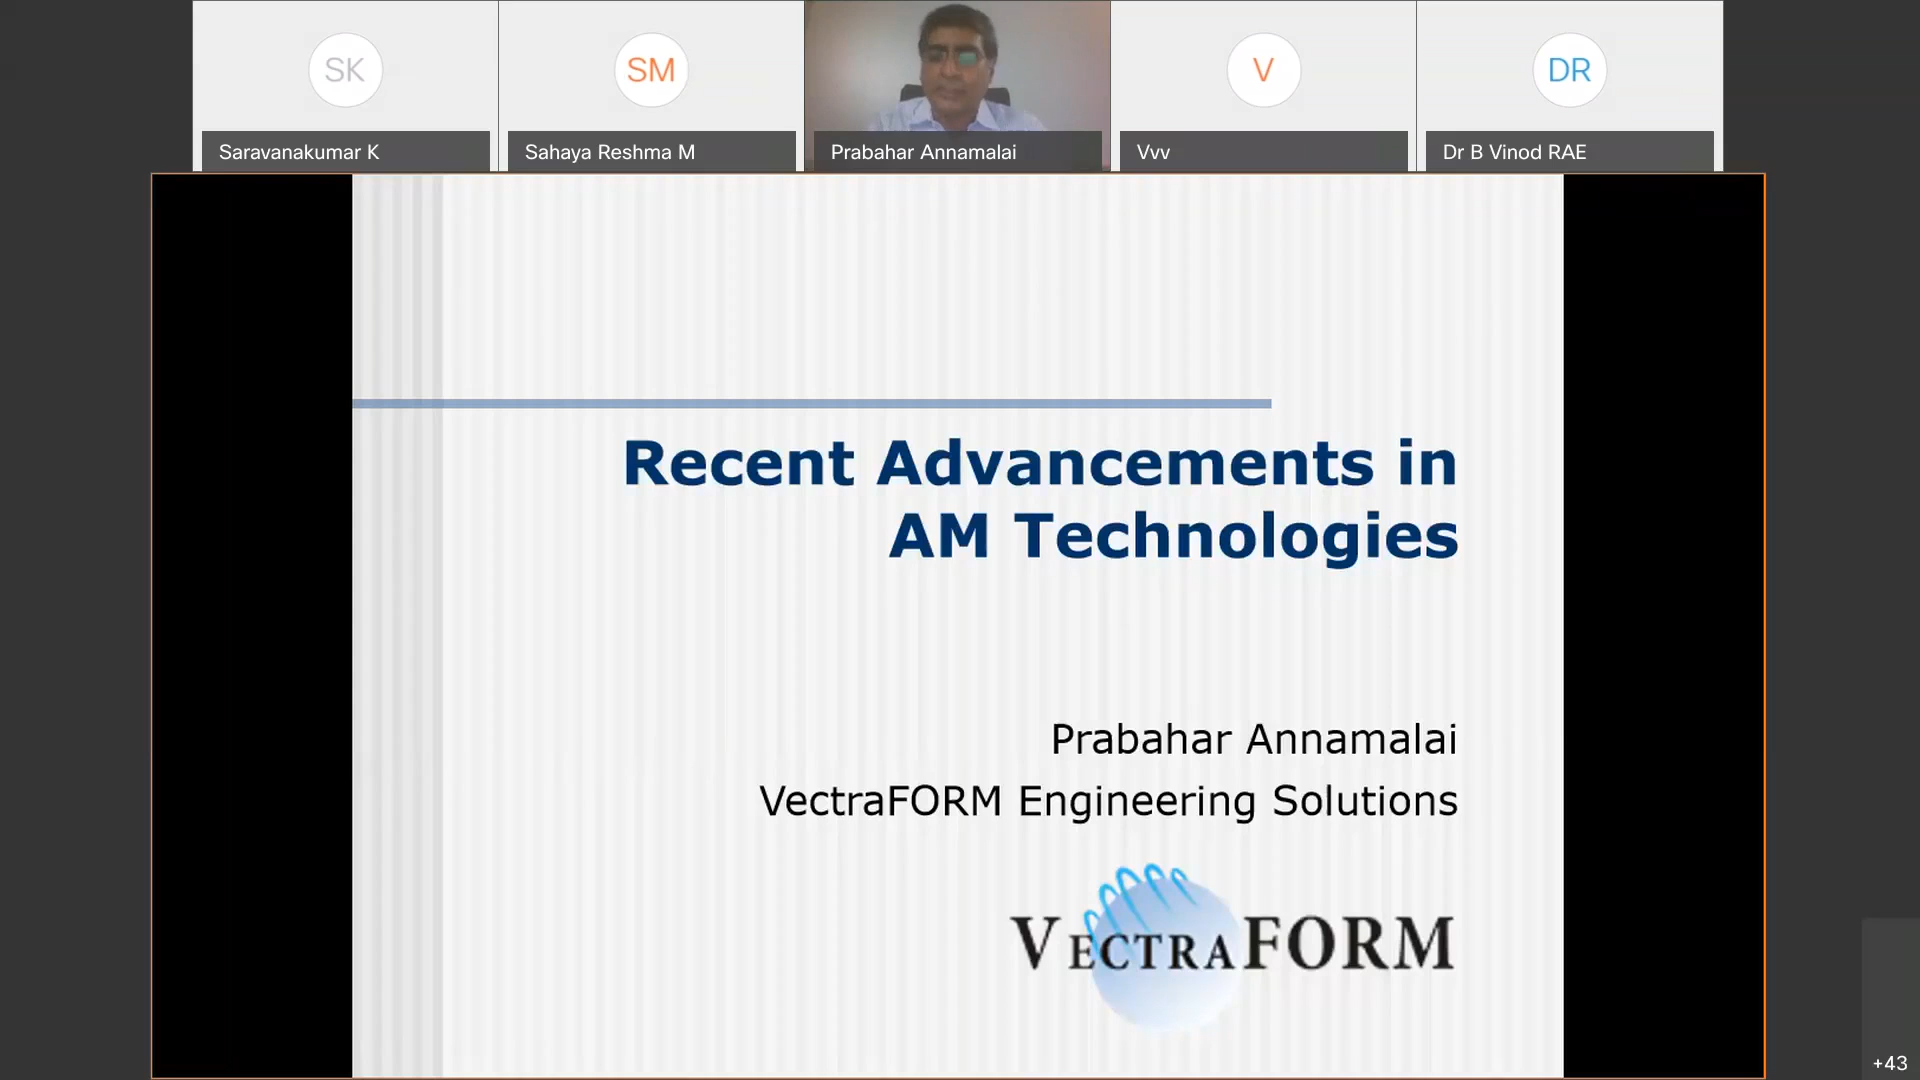 SK
SM
V
DR
Saravanakumar K
Sahaya Reshma M
Prabahar Annamalai
Vvv
Dr B Vinod RAE
Recent Advancements in
AM Technologies
Prabahar Annamalai
VectraFORM Engineering Solutions
VECTRAFORM
+43